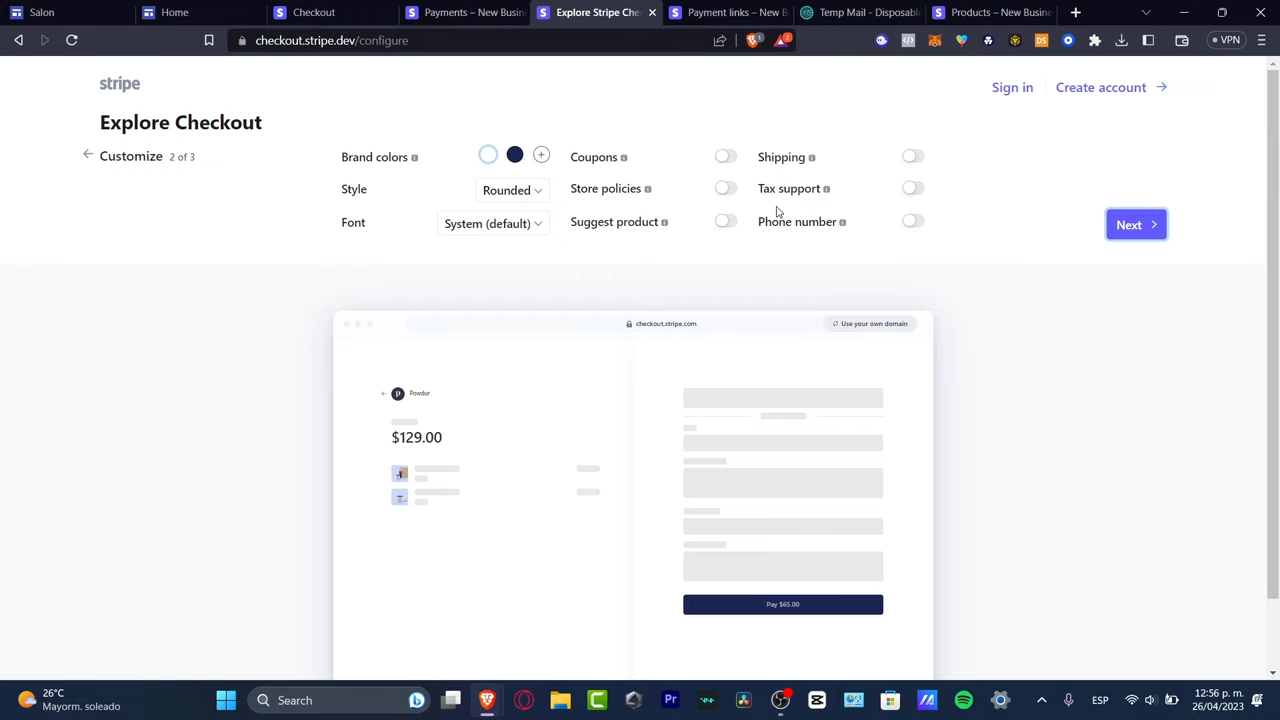 Salon
Home
Checkout
Payments – New Busin
Explore Stripe Che
Payment links – New
Temp Mail - Disposabl
Products – New Busine
checkout.stripe.dev/configure
1
2
VPN
stripe
Sign in
Create account
Explore Checkout
Customize 2 of 3
Brand colors
Coupons
Shipping
Style
Rounded
Store policies
Tax support
Font
System (default)
Suggest product
Phone number
Next
checkout.stripe.com
Use your own domain
Powdur
$129.00
Pay $65.00
26°C
Mayorm. soleado
Search
ESP
12:56 p. m.
26/04/2023